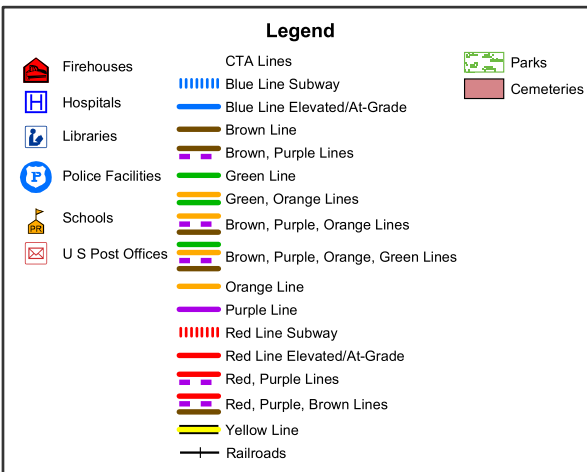 Legend
Firehouses
Hospitals
Libraries
P
Police Facilities
PR
Schools
U S Post Offices
CTA Lines
Blue Line Subway
Blue Line Elevated/At-Grade
Brown Line
Brown, Purple Lines
Green Line
Green, Orange Lines
Brown, Purple, Orange Lines
Brown, Purple, Orange, Green Lines
Orange Line
Purple Line
Red Line Subway
Red Line Elevated/At-Grade
Red, Purple Lines
Red, Purple, Brown Lines
Yellow Line
Railroads
Parks
Cemeteries